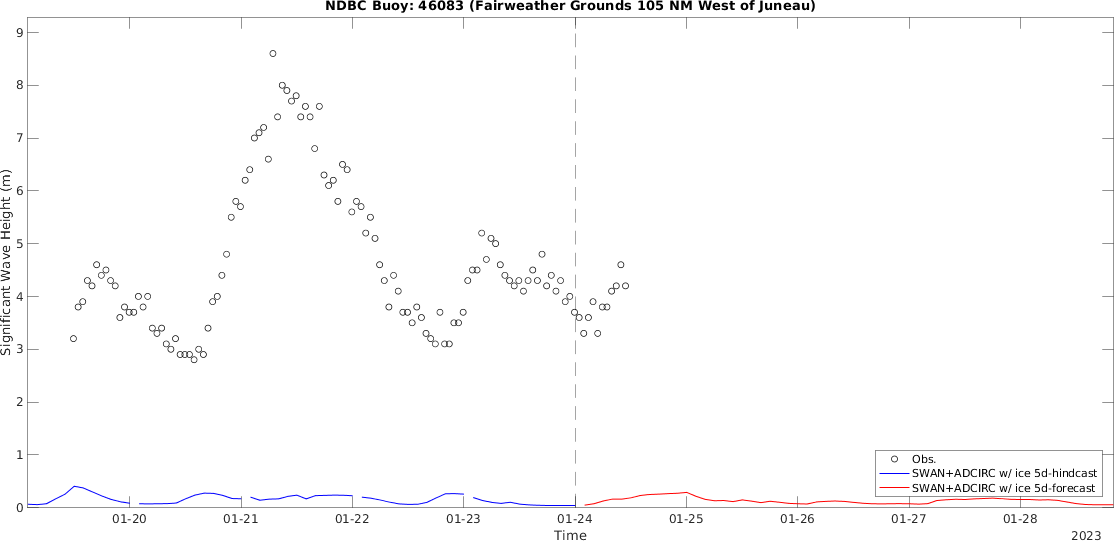 NDBC Buoy: 46083 (Fairweather Grounds 105 NM West of Juneau)
Significant Wave Height (m)
9
8
7
6
5
4
3
2
1
0
Obs.
SWAN+ADCIRC w/ ice 5d-hindcast
SWAN+ADCIRC w/ ice 5d-forecast
01-20 01-21 01-22 01-23 01-24 01-25 01-26 01-27 01-28
Time
2023